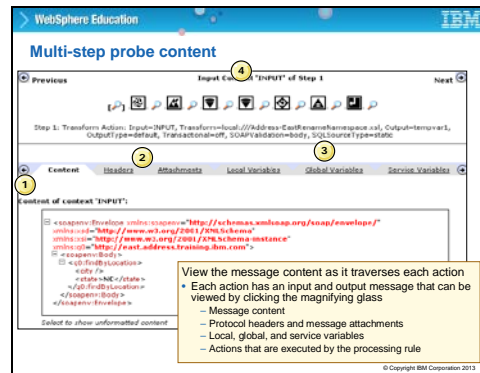 WebSphere Education
IBM
Multi-step probe content
Previous
Input Context "INPUT" of Step 1
4
Next
Step 1: Transform Action: Input=INPUT, Transform=local:///Address-EastRenameNamespace.xsl, Output=tempvar1,
OutputType=default, Transactional=off, SOAPValidation=body, SQLSourceType=static
2
3
Content
Headers
Attachments
Local Variables
Global Variables
Service Variables
1
Content of context "INPUT":
<soapenv:Envelope xmlns:soapenv="http://schemas.xmlsoap.org/soap/envelope/"
xmlns:xsd="http://www.w3.org/2001/XMLSchema"
xmlns:xsi="http://www.w3.org/2001/XMLSchema-instance"
xmlns:q0="http://east.address.training.ibm.com">
<soapenv:Body>
<q0:findByLocation>
<city />
<state>NC</state>
</q0:findByLocation>
</soapenv:Body>
</soapenv:Envelope>
Select to show unformatted content
View the message content as it traverses each action
• Each action has an input and output message that can be
viewed by clicking the magnifying glass
– Message content
– Protocol headers and message attachments
– Local, global, and service variables
– Actions that are executed by the processing rule
© Copyright IBM Corporation 2013